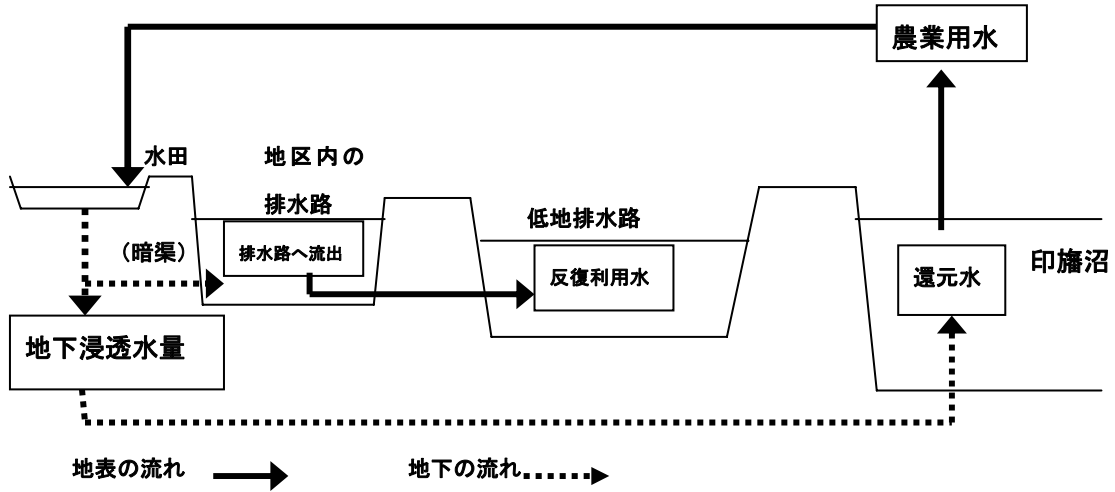 農業用水
水田
地区内の
排水路
低地排水路
(暗渠)
排水路へ流出
反復利用水
還元水
印旛沼
地下浸透水量
地表の流れ
地下の流れ